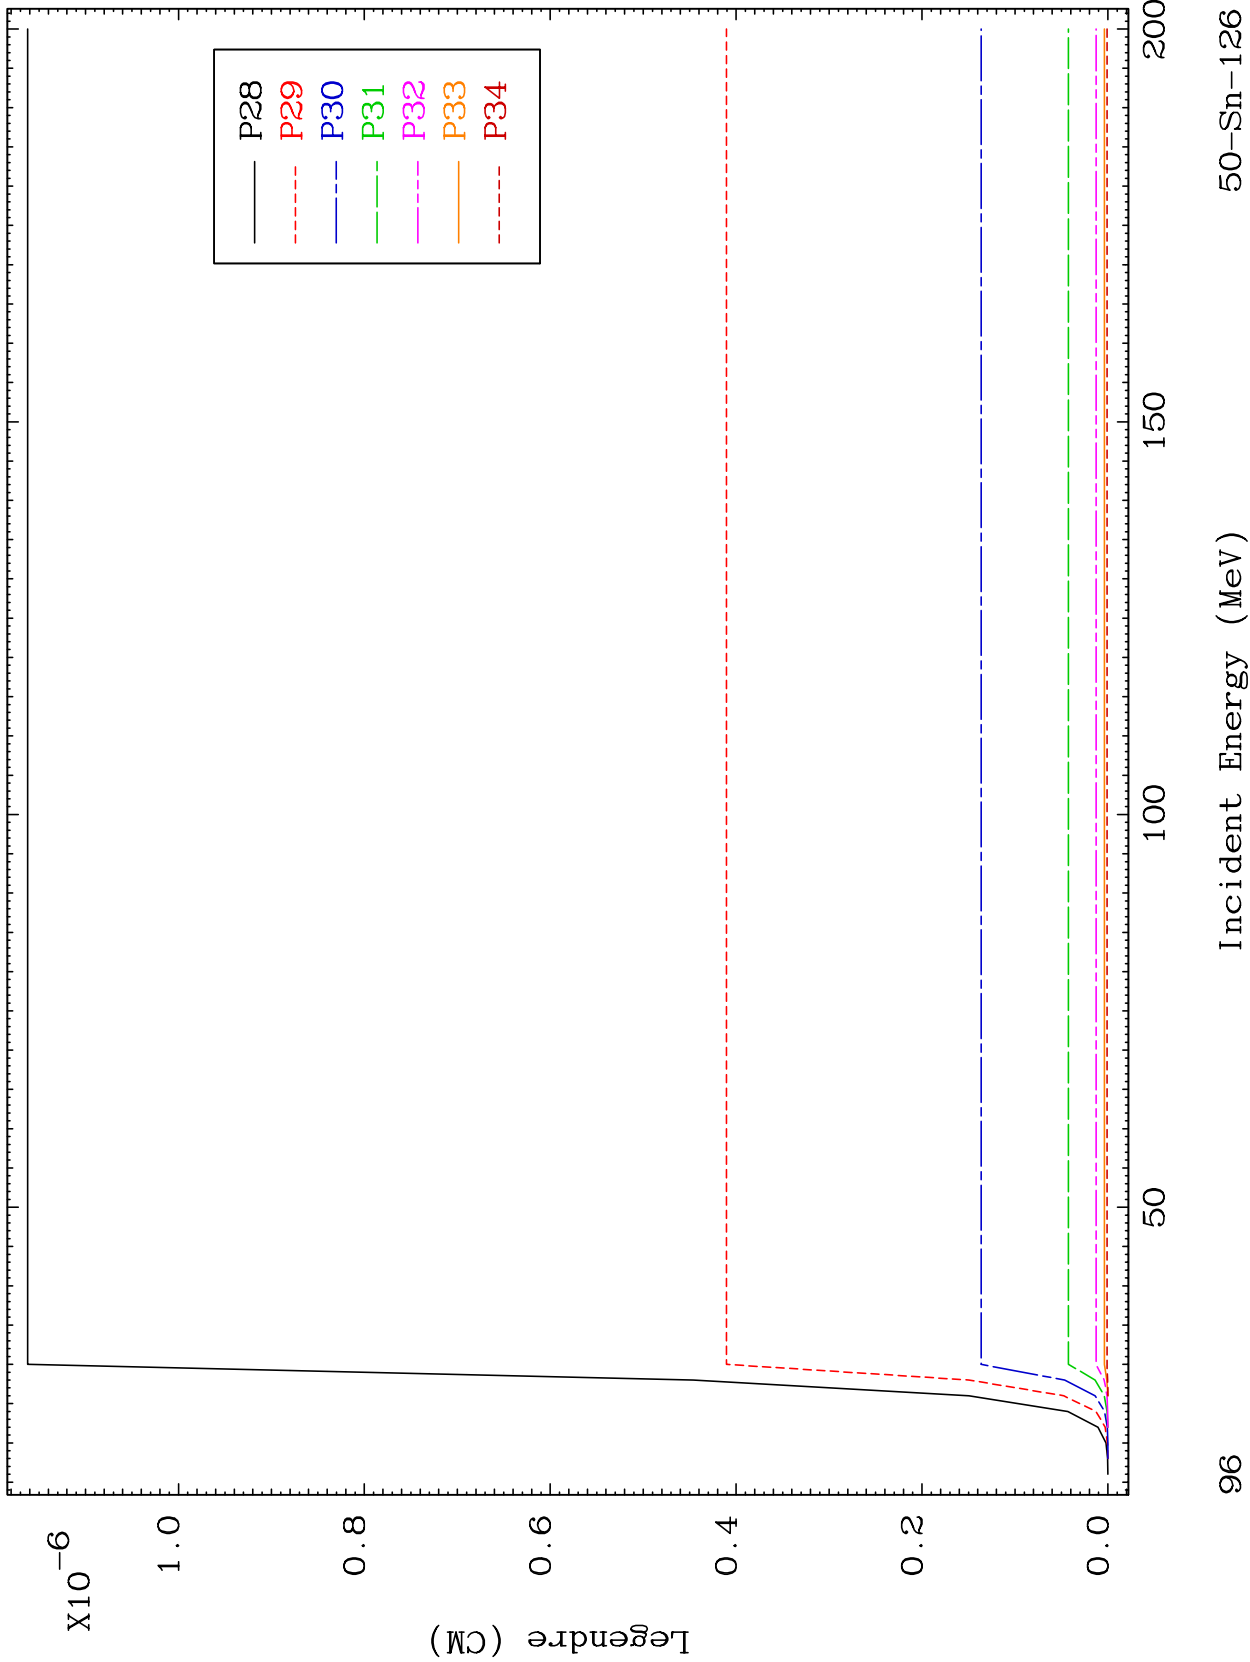 X10-6
1.0
0.8
0.6
0.4
0.2
0.0
Legendre (CM)
P28
P29
P30
P31
P32
P33
P34
50
100
150
200
Incident Energy (MeV)
96
50-Sn-126